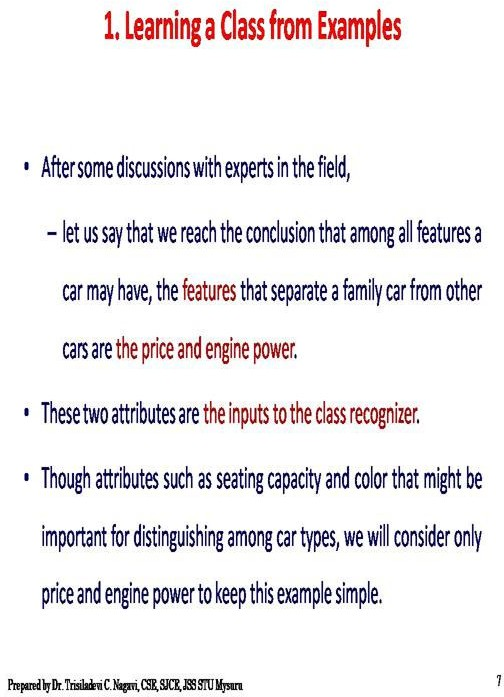 1. Learning a Class from Examples
• After some discussions with experts in the field,
– let us say that we reach the conclusion that among all features a
car may have, the features that separate a family car from other
cars are the price and engine power.
• These two attributes are the inputs to the class recognizer.
• Though attributes such as seating capacity and color that might be
important for distinguishing among car types, we will consider only
price and engine power to keep this example simple.
Prepared by Dr. Trisiladevi C. Nagavi, CSE, SJCE, JSS STU Mysuru
7